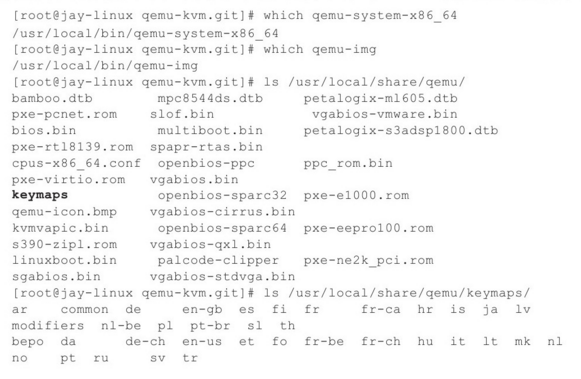 [root@jay-linux qemu-kvm.git]# which qemu-system-x86_64
/usr/local/bin/qemu-system-x86_64
[root@jay-linux qemu-kvm.git]# which qemu-img
/usr/local/bin/qemu-img
[root@jay-linux qemu-kvm.git]# ls /usr/local/share/qemu/
bamboo.dtb mpc8544ds.dtb petalogix-ml605.dtb
pxe-pcnet.rom slof.bin vgabios-vmware.bin
bios.bin multiboot.bin petalogix-s3adsp1800.dtb
pxe-rtl8139.rom spapr-rtas.bin
cpus-x86_64.conf openbios-ppc ppc_rom.bin
pxe-virtio.rom vgabios.bin
keymaps openbios-sparc32 pxe-e1000.rom
qemu-icon.bmp vgabios-cirrus.bin
kvmvapic.bin openbios-sparc64 pxe-eepro100.rom
s390-zipl.rom vgabios-qxl.bin
linuxboot.bin palcode-clipper pxe-ne2k_pci.rom
sgabios.bin vgabios-stdvga.bin
[root@jay-linux qemu-kvm.git]# ls /usr/local/share/qemu/keymaps/
ar common de en-gb es fi fr fr-ca hr is ja lv
modifiers nl-be pl pt-br sl th
bepo da de-ch en-us et fo fr-be fr-ch hu it lt mk nl
no pt ru sv tr